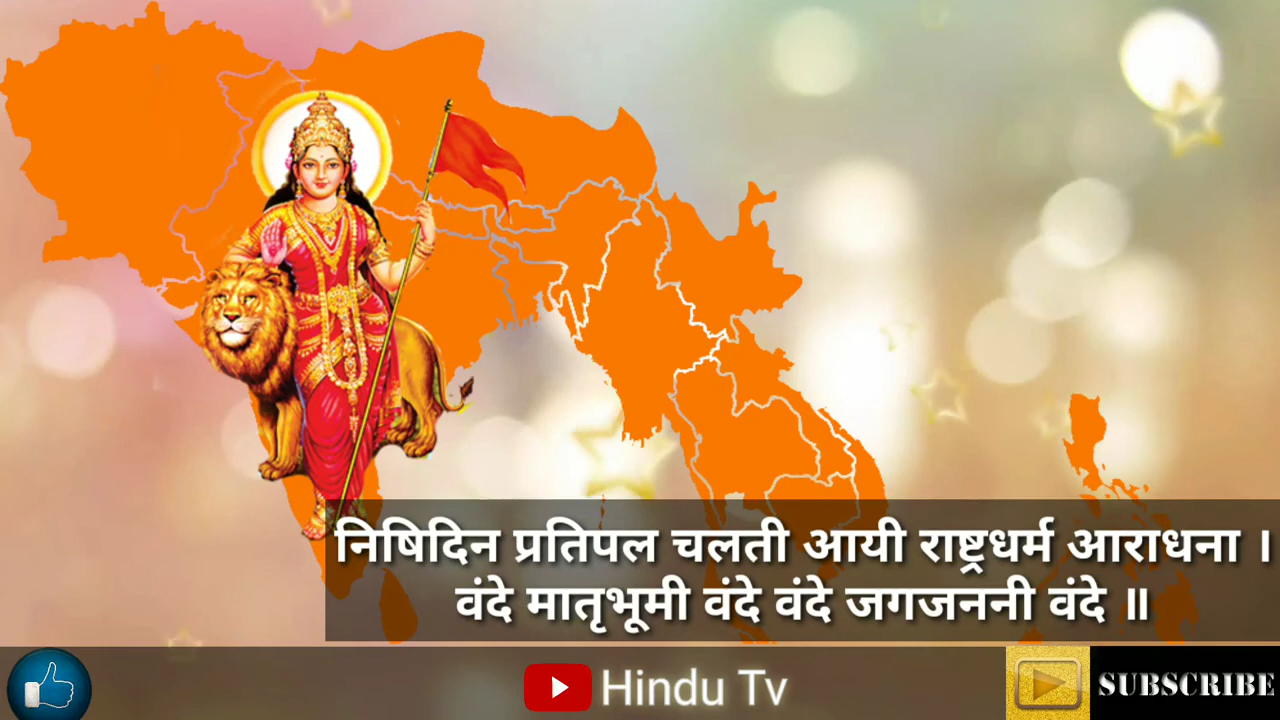 निषिदिन प्रतिपल चलती आयी राष्ट्रधर्म आराधना ।
वंदे मातृभूमी वंदे वंदे जगजननी वंदे ॥
Hindu Tv
SUBSCRIBE